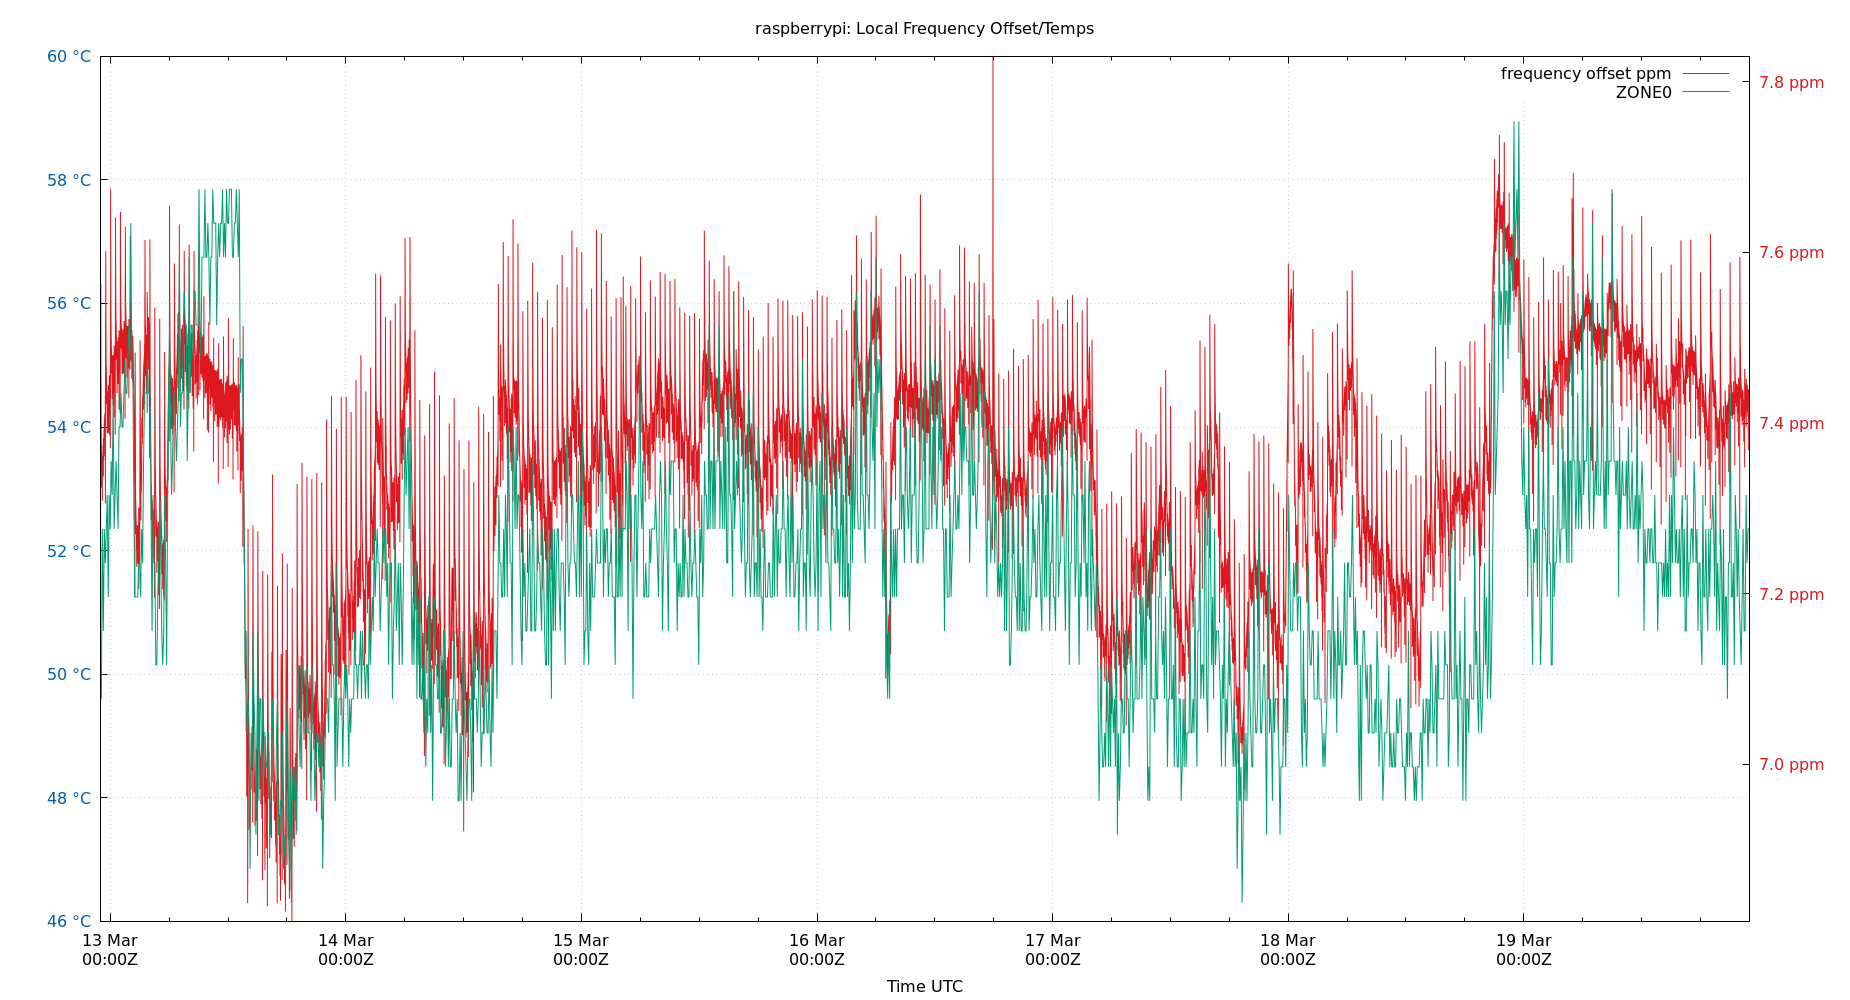 raspberrypi: Local Frequency Offset/Temps
60 °C
58 °C
56 °C
54 °C
52 °C
50 °C
48 °C
46 °C
frequency offset ppm
ZONE0
7.8 ppm
7.6 ppm
7.4 ppm
7.2 ppm
7.0 ppm
13 Mar
00:00Z
14 Mar
00:00Z
15 Mar
00:00Z
16 Mar
00:00Z
17 Mar
00:00Z
18 Mar
00:00Z
19 Mar
00:00Z
Time UTC